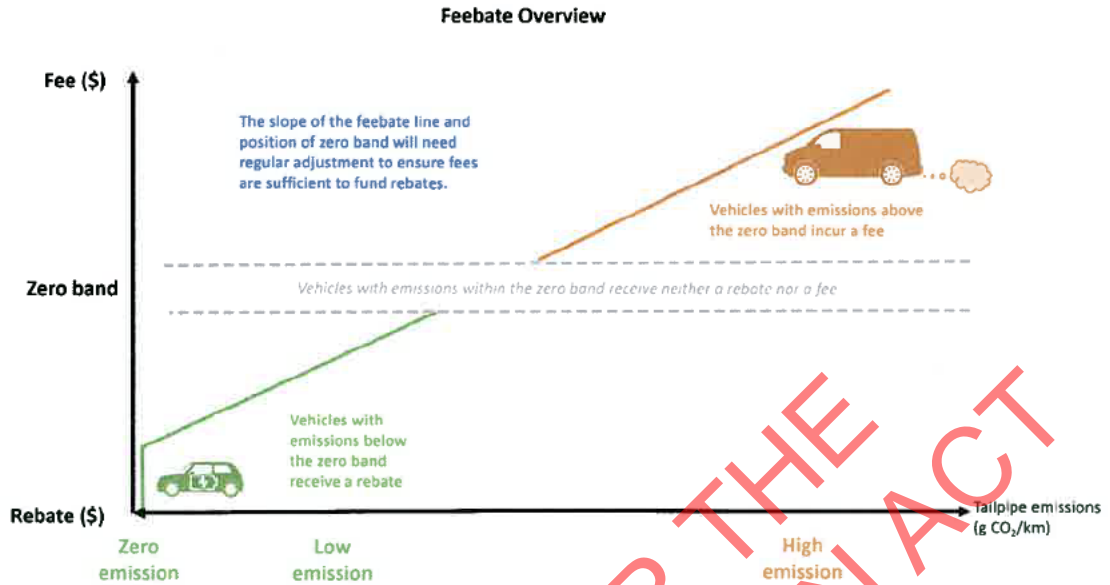 Feebate Overview
Fee ($)
The slope of the feebate line and
position of zero band will need
regular adjustment to ensure fees
are sufficient to fund rebates.
Vehicles with emissions above
the zero band incur a fee
Zero band
Vehicles with emissions within the zero band receive neither a rebate nor a fee
Vehicles with
emissions below
the zero band
receive a rebate
Rebate ($)
Tailpipe emissions
(g CO₂/km)
Zero
emission
Low
emission
High
emission
THE
ACT